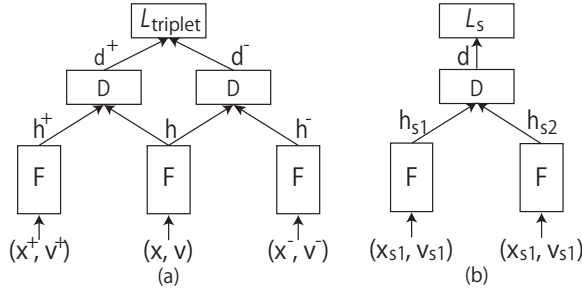 L_triplet
L_s
d⁺
d⁻
d
D
D
D
h⁺
h
h⁻
h_s1
h_s2
F
F
F
F
F
(x⁺, v⁺)
(x, v)
(x⁻, v⁻)
(x_s1, v_s1)
(x_s1, v_s1)
(a)
(b)